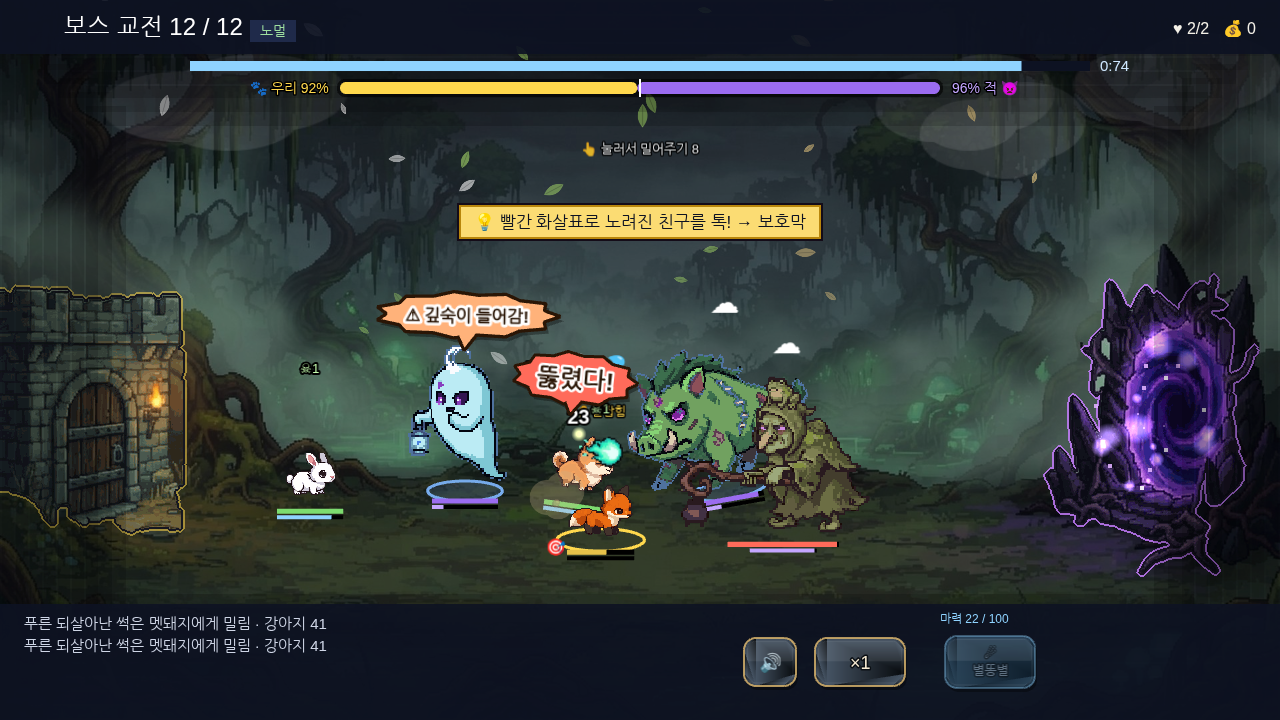 보스 교전 12 / 12 노멀
♥ 2/2 💰 0
0:74
🐾 우리 92%
96% 적 👿
👆 눌러서 밀어주기 8
💡 빨간 화살표로 노려진 친구를 톡! → 보호막
⚠ 깊숙이 들어감!
뚫렸다!
☠1
23
푸른 되살아난 썩은 멧돼지에게 밀림 · 강아지 41
푸른 되살아난 썩은 멧돼지에게 밀림 · 강아지 41
마력 22 / 100
×1
별똥별